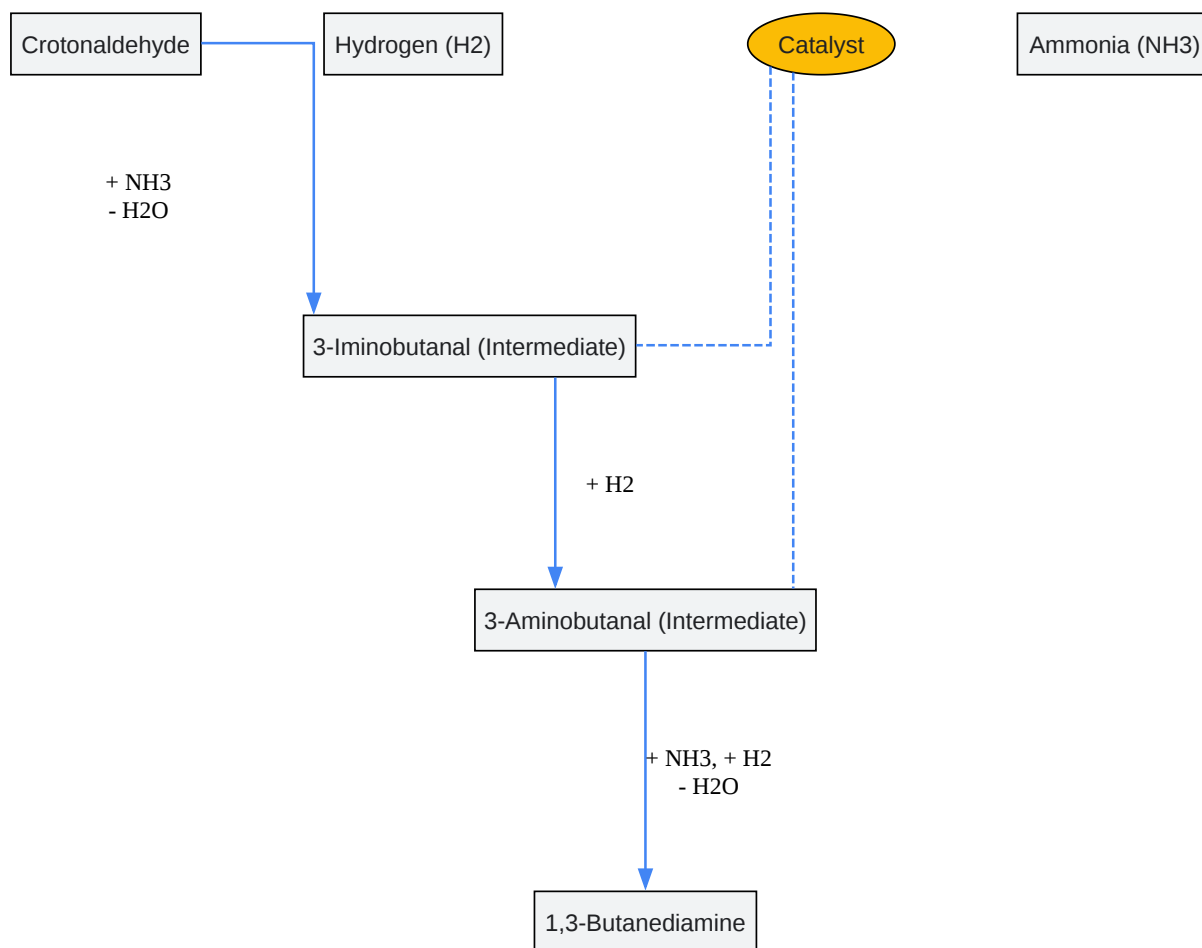 Crotonaldehyde
Hydrogen (H2)
Catalyst
Ammonia (NH3)
+ NH3
- H2O
3-Iminobutanal (Intermediate)
+ H2
3-Aminobutanal (Intermediate)
+ NH3, + H2
- H2O
1,3-Butanediamine